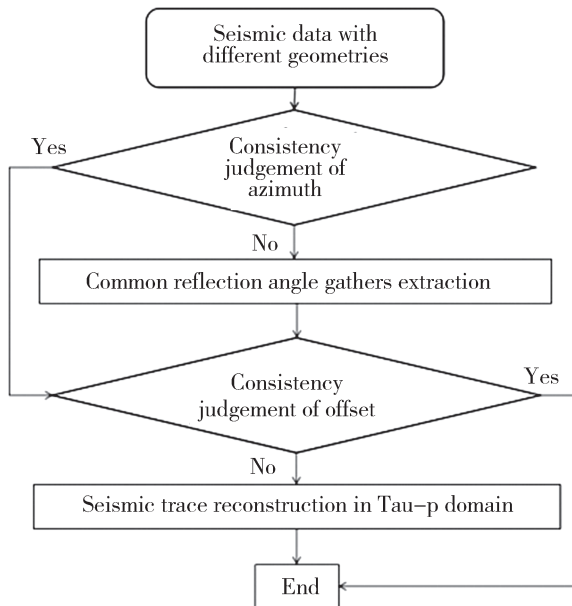 Seismic data with
different geometries
Yes
Consistency
judgement of
azimuth
No
Common reflection angle gathers extraction
Consistency
judgement of offset
Yes
No
Seismic trace reconstruction in Tau-p domain
End